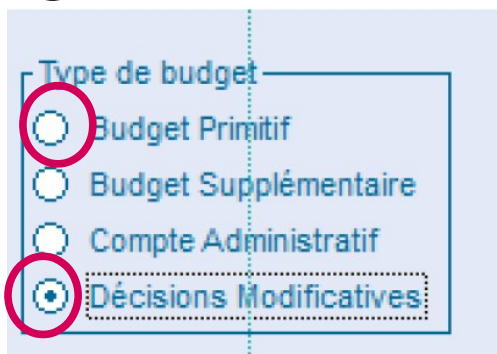 Type de budget
Budget Primitif
Budget Supplémentaire
Compte Administratif
Décisions Modificatives